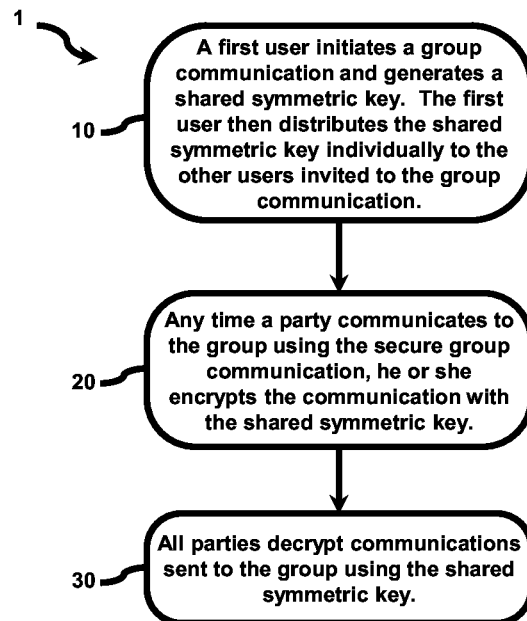 1
A first user initiates a group
communication and generates a
shared symmetric key. The first
user then distributes the shared
symmetric key individually to the
other users invited to the group
communication.
10
Any time a party communicates to
the group using the secure group
communication, he or she
encrypts the communication with
the shared symmetric key.
20
All parties decrypt communications
sent to the group using the shared
symmetric key.
30